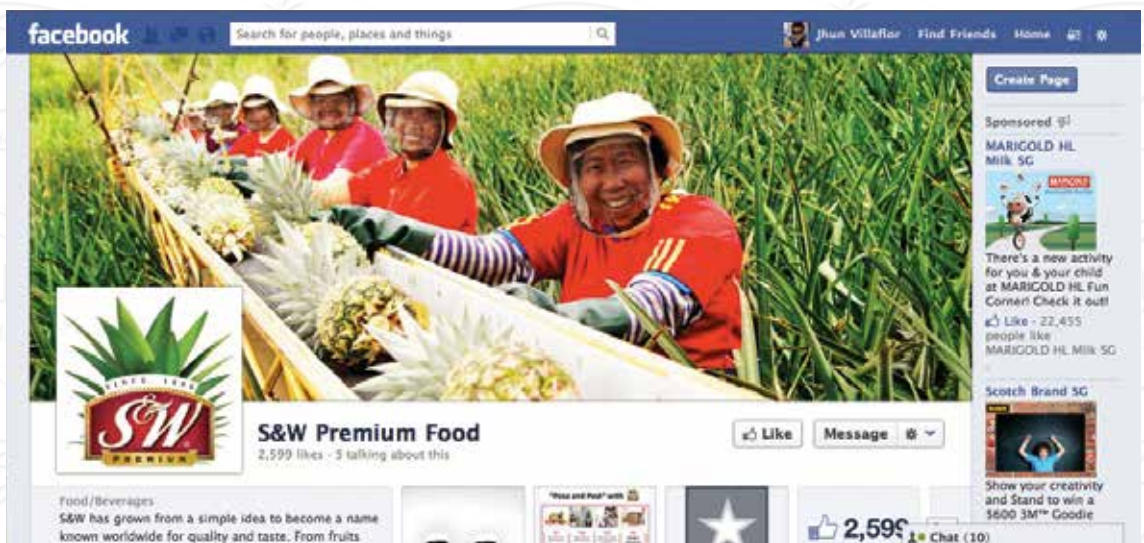 facebook
Search for people, places and things
Jhun Villaflor Find Friends Home
Create Page
Sponsored
MARIGOLD HL
Milk SG
MARIGOLD
There's a new activity
for you & your child
at MARIGOLD HL Fun
Corner! Check it out!
Like · 22,455
people like
MARIGOLD HL Milk SG
Scotch Brand SG
Show your creativity
and Stand to win a
$600 3M™ Goodie
SINCE 1896
S&W
PREMIUM
S&W Premium Food
2,599 likes · 5 talking about this
Like
Message
Food/Beverages
S&W has grown from a simple idea to become a name
known worldwide for quality and taste. From fruits
"Pose and Post" with
2,599
Chat (10)